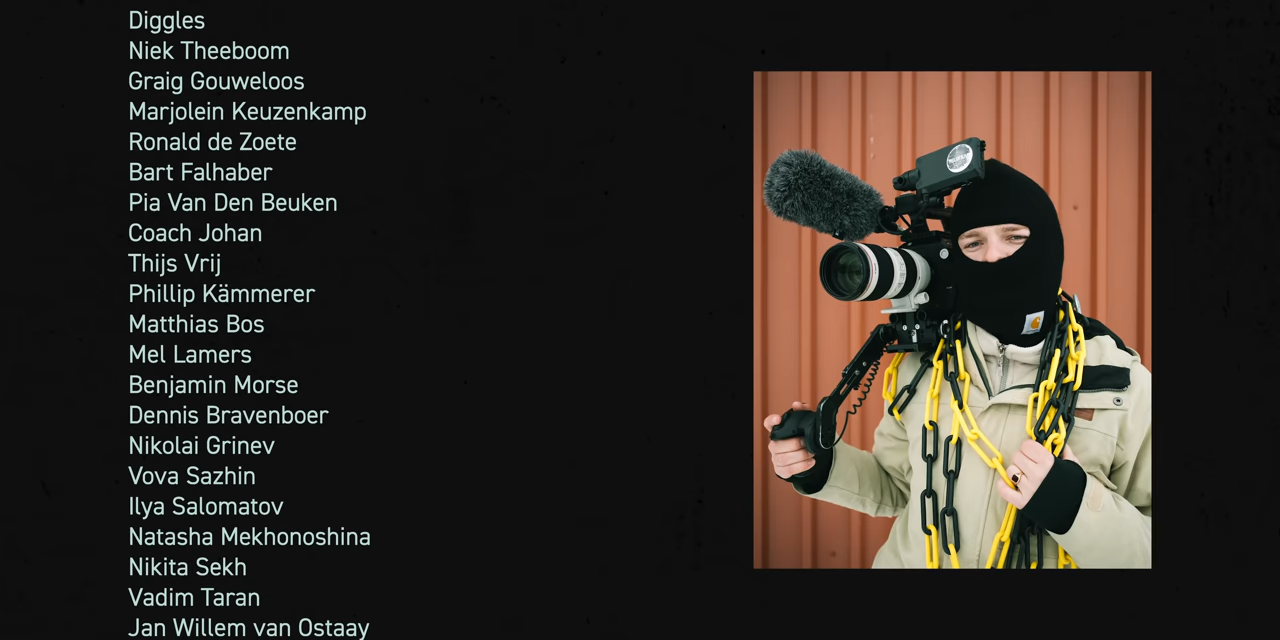 Diggles
Niek Theeboom
Graig Gouweloos
Marjolein Keuzenkamp
Ronald de Zoete
Bart Falhaber
Pia Van Den Beuken
Coach Johan
Thijs Vrij
Phillip Kämmerer
Matthias Bos
Mel Lamers
Benjamin Morse
Dennis Bravenboer
Nikolai Grinev
Vova Sazhin
Ilya Salomatov
Natasha Mekhonoshina
Nikita Sekh
Vadim Taran
Jan Willem van Ostaay